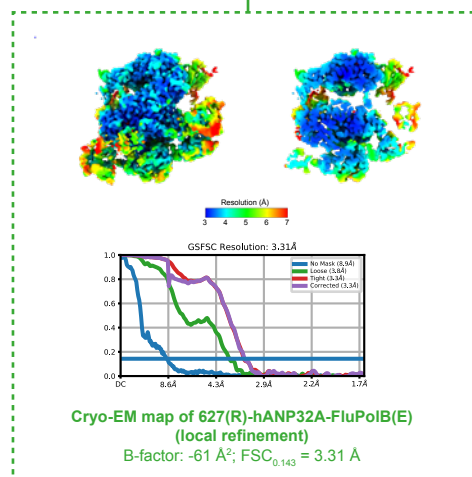 Resolution (Å)
3 4 5 6 7
GSFSC Resolution: 3.31Å
1.0
0.8
0.6
0.4
0.2
0.0
No Mask (8.9Å)
Loose (3.8Å)
Tight (3.3Å)
Corrected (3.3Å)
DC 8.6Å 4.3Å 2.9Å 2.2Å 1.7Å
Cryo-EM map of 627(R)-hANP32A-FluPolB(E)
(local refinement)
B-factor: -61 Å²; FSC₀.₁₄₃ = 3.31 Å